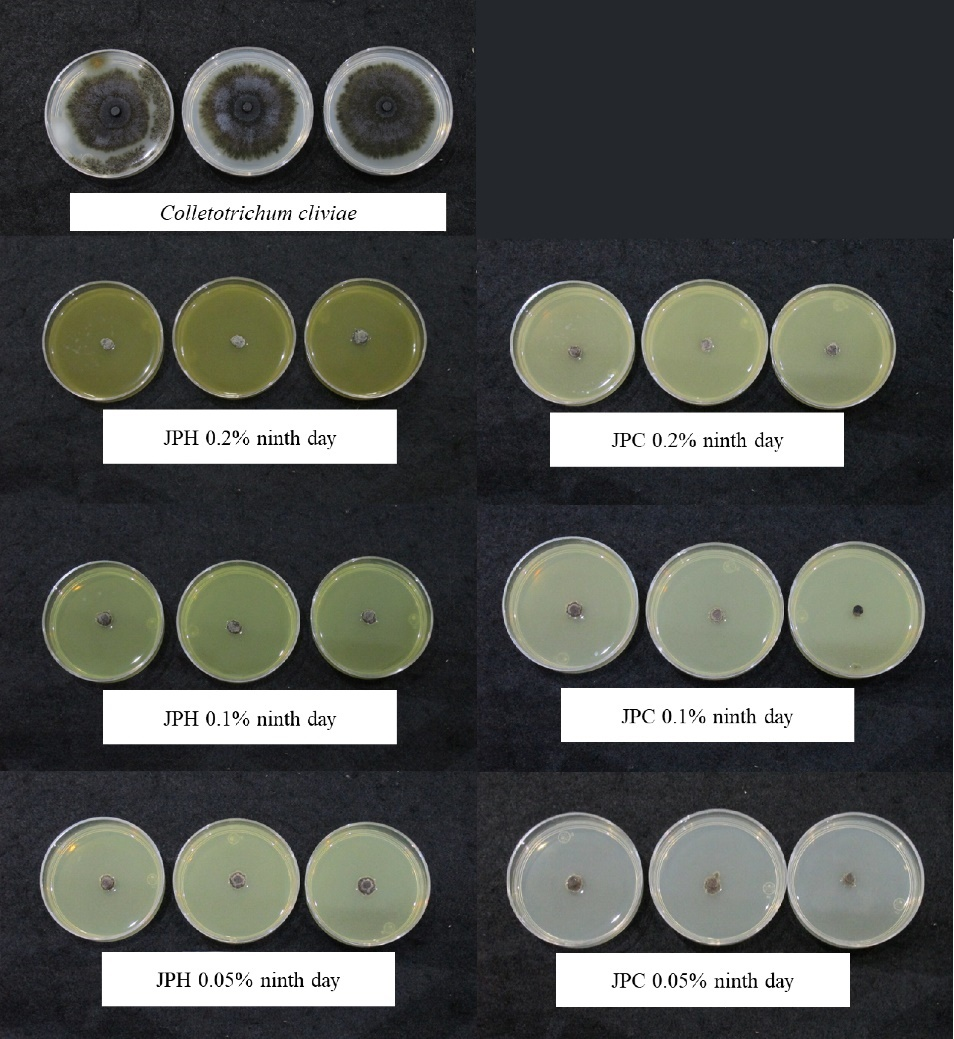 Colletotrichum cliviae
JPH 0.2% ninth day
JPC 0.2% ninth day
JPH 0.1% ninth day
JPC 0.1% ninth day
JPH 0.05% ninth day
JPC 0.05% ninth day